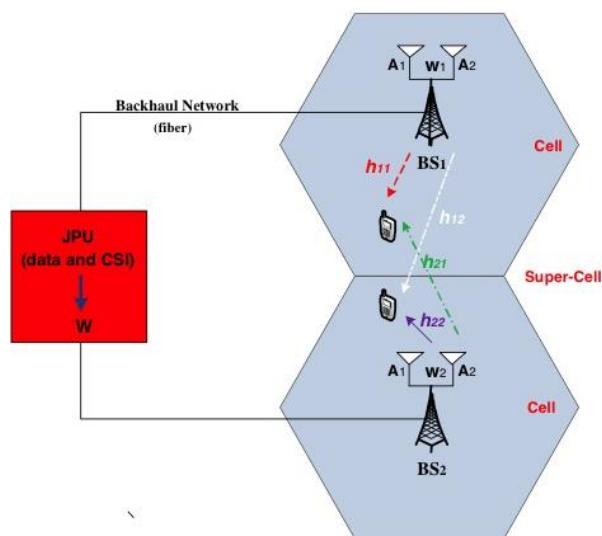 A1 W1 A2
Backhaul Network
(fiber)
BS1
Cell
h11
h12
JPU
(data and CSI)
W
h21
Super-Cell
h22
A1 W2 A2
Cell
BS2